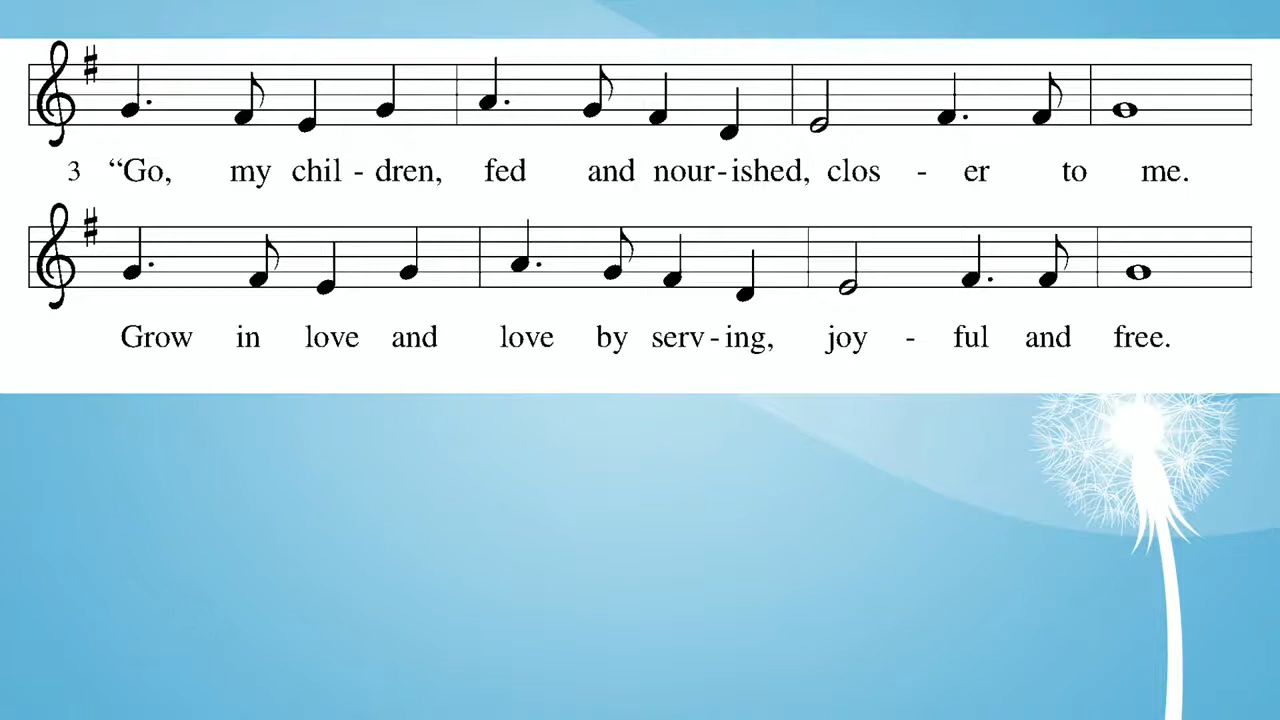 3 “Go, my chil - dren, fed and nour - ished, clos - er to me.
Grow in love and love by serv - ing, joy - ful and free.